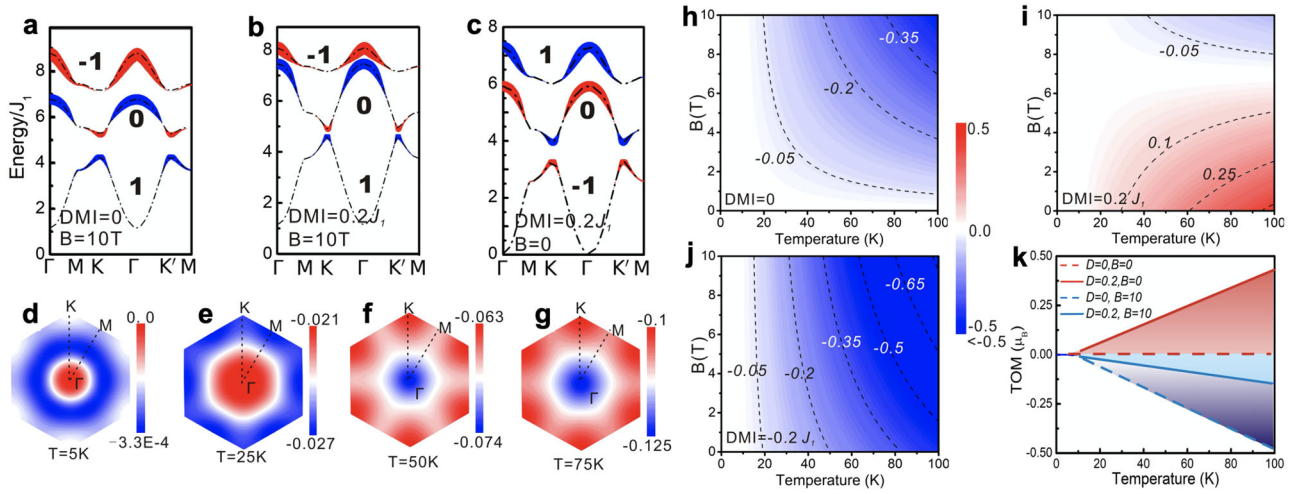 a
-1
0
1
DMI=0
B=10T
Energy/J1
8
6
4
2
0
Γ M K Γ K' M
b
-1
0
1
DMI=0.2J1
B=10T
8
6
4
2
0
Γ M K Γ K' M
c
1
0
-1
DMI=0.2J1
B=0
8
6
4
2
0
Γ M K Γ K' M
d
K
M
Γ
0.0
-3.3E-4
T=5K
e
K
M
Γ
-0.021
-0.027
T=25K
f
K
M
Γ
-0.063
-0.074
T=50K
g
K
M
Γ
-0.1
-0.125
T=75K
h
B(T)
10
8
6
4
2
0
-0.35
-0.2
-0.05
DMI=0
0 20 40 60 80 100
Temperature (K)
0.5
0.0
-0.5
<-0.5
i
B(T)
10
8
6
4
2
0
-0.05
0.1
0.25
DMI=0.2 J1
0 20 40 60 80 100
Temperature (K)
j
B(T)
10
8
6
4
2
0
-0.65
-0.5
-0.35
-0.2
-0.05
DMI=-0.2 J1
0 20 40 60 80 100
Temperature (K)
k
TOM (μB)
0.50
0.25
0.00
-0.25
-0.50
D=0,B=0
D=0.2,B=0
D=0, B=10
D=0.2, B=10
0 20 40 60 80 100
Temperature (K)